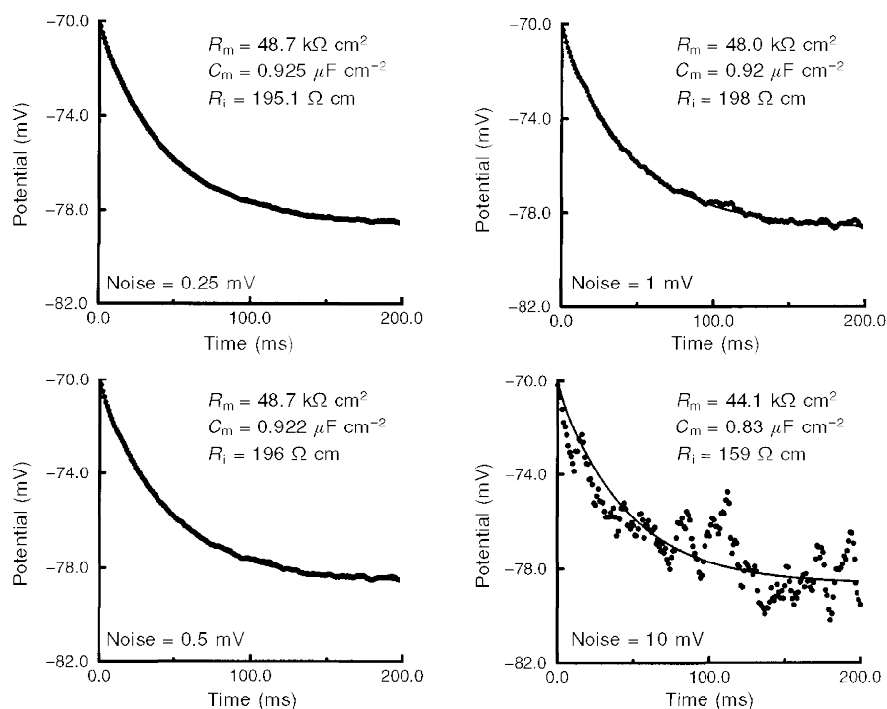 −70.0
−74.0
−78.0
−82.0
Potential (mV)
Rm = 48.7 kΩ cm²
Cm = 0.925 μF cm⁻²
Ri = 195.1 Ω cm
Noise = 0.25 mV
0.0 100.0 200.0
Time (ms)
−70.0
−74.0
−78.0
−82.0
Potential (mV)
Rm = 48.0 kΩ cm²
Cm = 0.92 μF cm⁻²
Ri = 198 Ω cm
Noise = 1 mV
0.0 100.0 200.0
Time (ms)
−70.0
−74.0
−78.0
−82.0
Potential (mV)
Rm = 48.7 kΩ cm²
Cm = 0.922 μF cm⁻²
Ri = 196 Ω cm
Noise = 0.5 mV
0.0 100.0 200.0
Time (ms)
−70.0
−74.0
−78.0
−82.0
Potential (mV)
Rm = 44.1 kΩ cm²
Cm = 0.83 μF cm⁻²
Ri = 159 Ω cm
Noise = 10 mV
0.0 100.0 200.0
Time (ms)